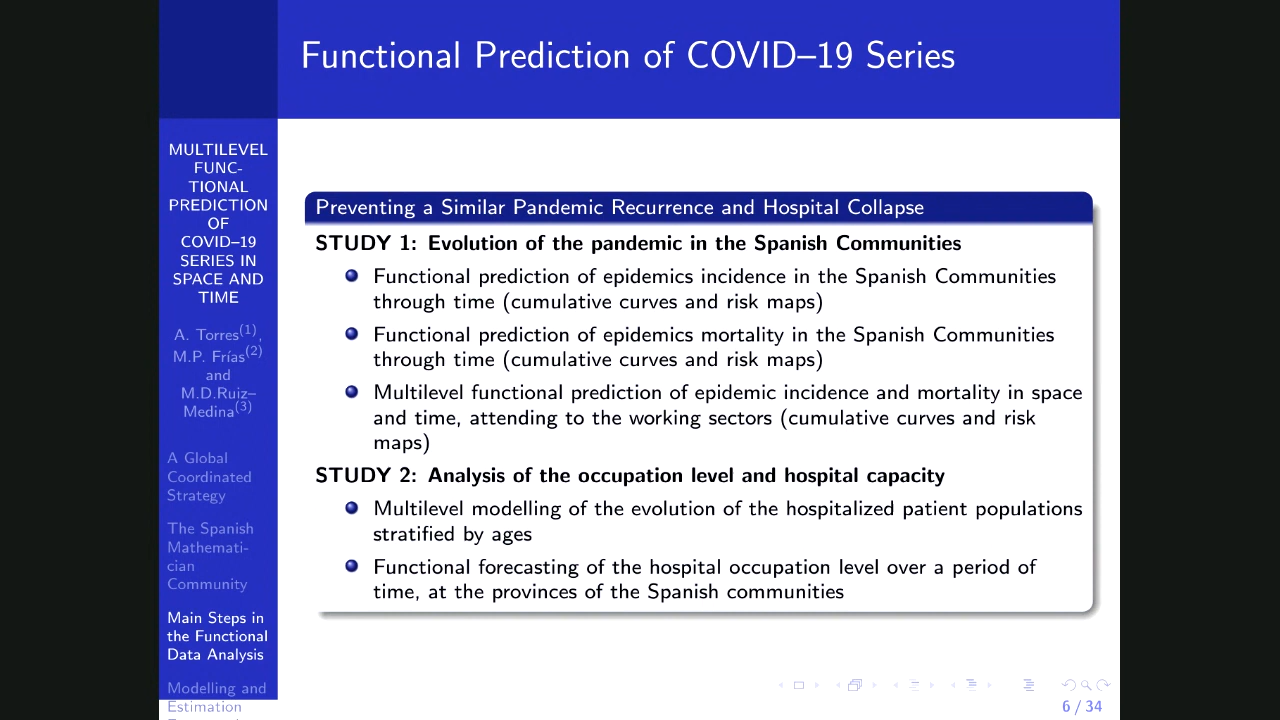 Functional Prediction of COVID–19 Series
MULTILEVEL
FUNC-
TIONAL
PREDICTION
OF
COVID–19
SERIES IN
SPACE AND
TIME
A. Torres(1),
M.P. Frías(2)
and
M.D.Ruiz–
Medina(3)
A Global
Coordinated
Strategy
The Spanish
Mathemati-
cian
Community
Main Steps in
the Functional
Data Analysis
Modelling and
Estimation
Preventing a Similar Pandemic Recurrence and Hospital Collapse
STUDY 1: Evolution of the pandemic in the Spanish Communities
Functional prediction of epidemics incidence in the Spanish Communities
through time (cumulative curves and risk maps)
Functional prediction of epidemics mortality in the Spanish Communities
through time (cumulative curves and risk maps)
Multilevel functional prediction of epidemic incidence and mortality in space
and time, attending to the working sectors (cumulative curves and risk
maps)
STUDY 2: Analysis of the occupation level and hospital capacity
Multilevel modelling of the evolution of the hospitalized patient populations
stratified by ages
Functional forecasting of the hospital occupation level over a period of
time, at the provinces of the Spanish communities
6 / 34